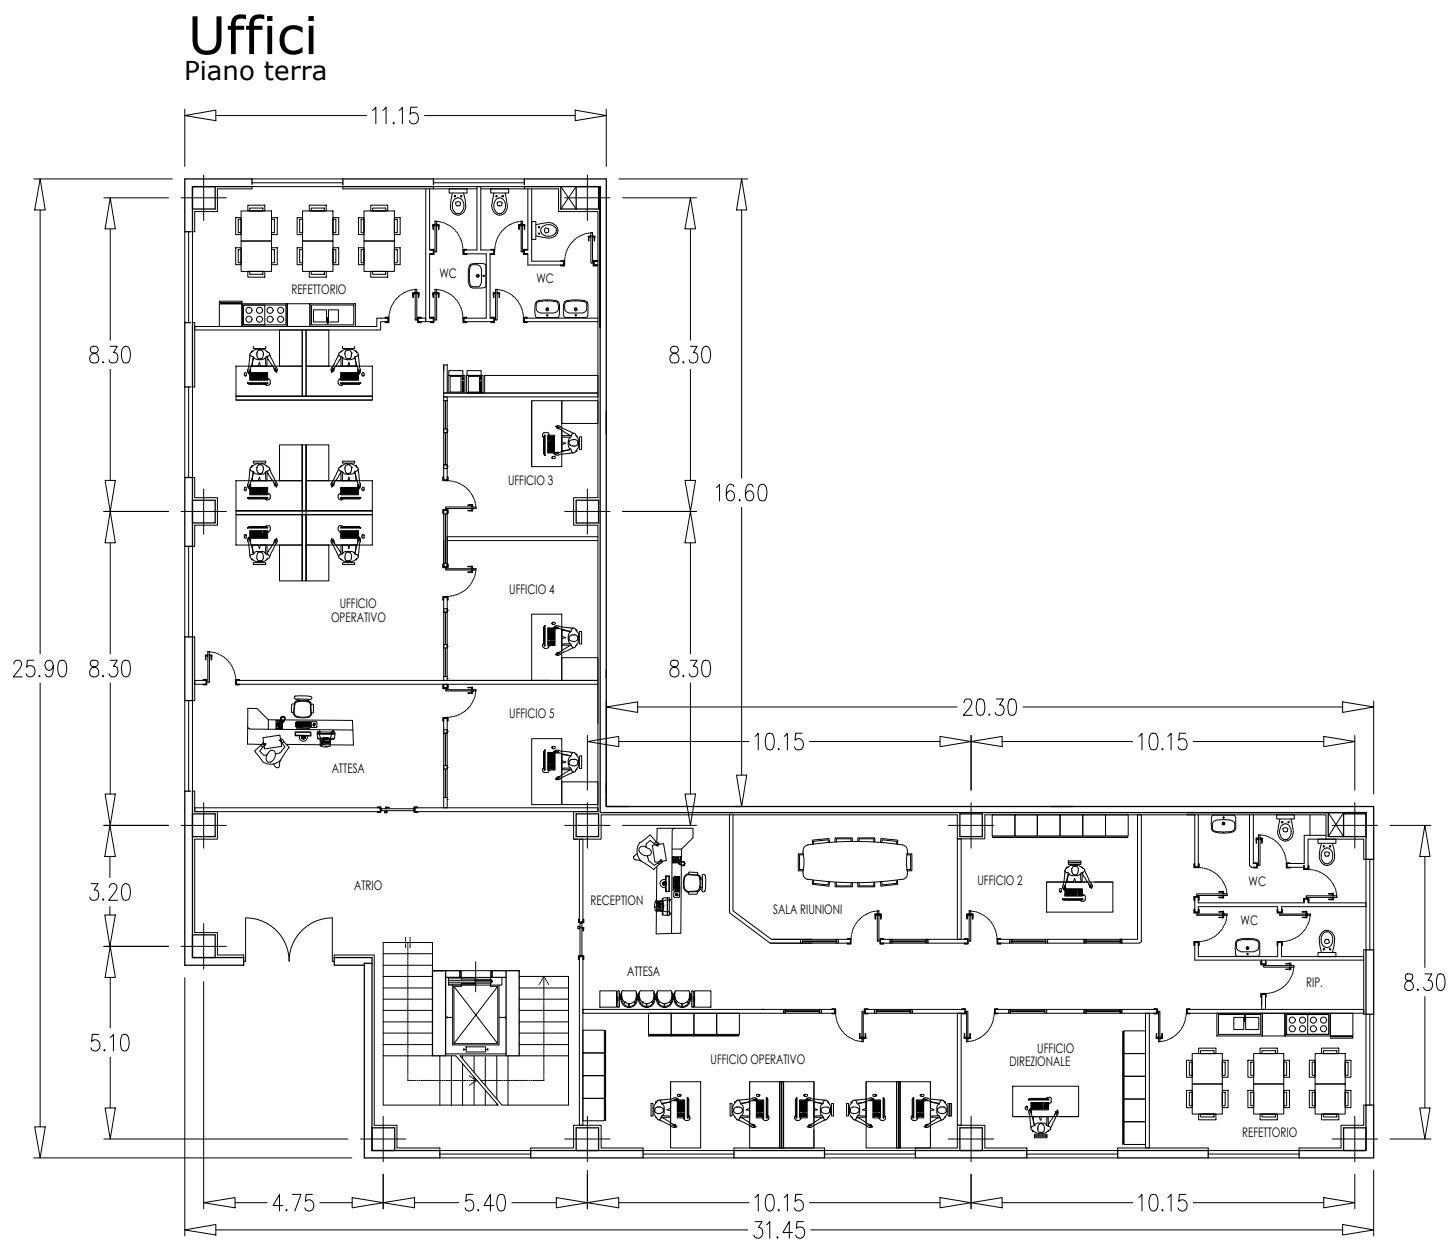 Uffici
Piano terra
11.15
WC
WC
REFETTORIO
8.30
8.30
UFFICIO 3
16.60
UFFICIO 4
UFFICIO
OPERATIVO
25.90
8.30
8.30
20.30
UFFICIO 5
10.15
10.15
ATTESA
ATRIO
3.20
RECEPTION
SALA RIUNIONI
UFFICIO 2
WC
WC
ATTESA
RIP.
8.30
5.10
UFFICIO OPERATIVO
UFFICIO
DIREZIONALE
REFETTORIO
4.75
5.40
10.15
10.15
31.45